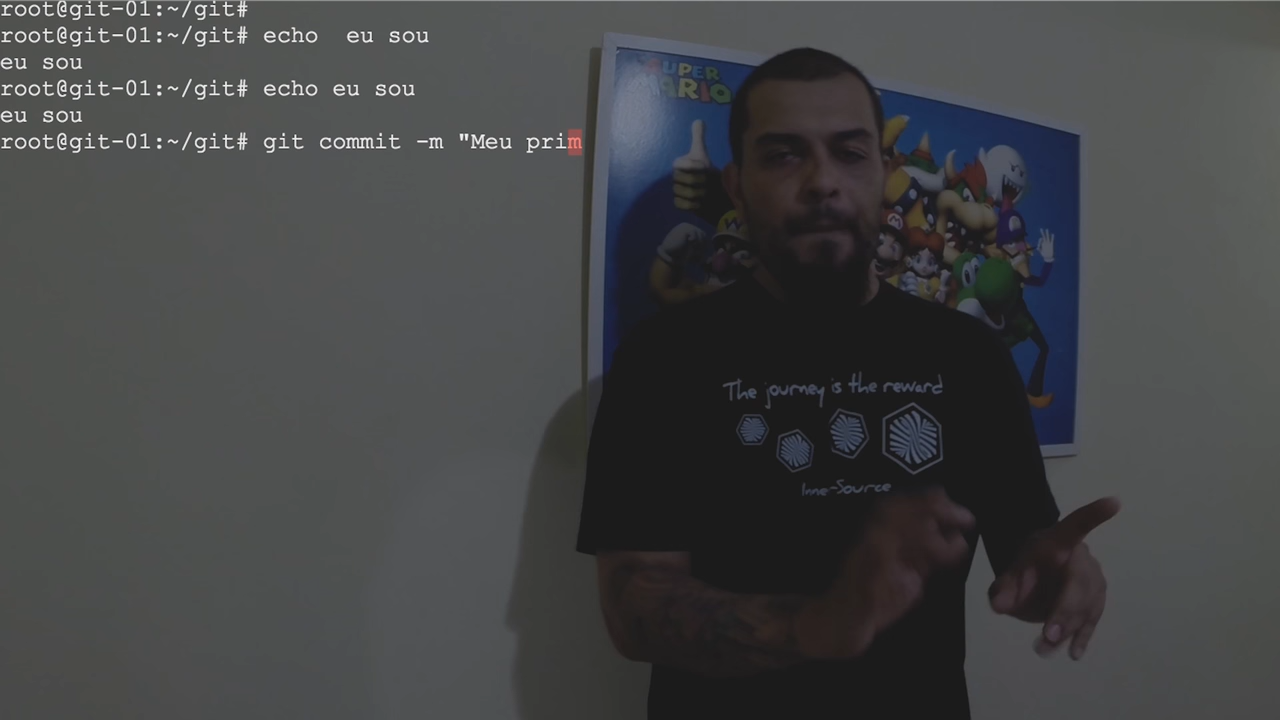 root@git-01:~/git#
root@git-01:~/git# echo  eu sou
eu sou
root@git-01:~/git# echo eu sou
eu sou
root@git-01:~/git# git commit -m "Meu prim
SUPER
MARIO
The journey is the reward
Inne-Source